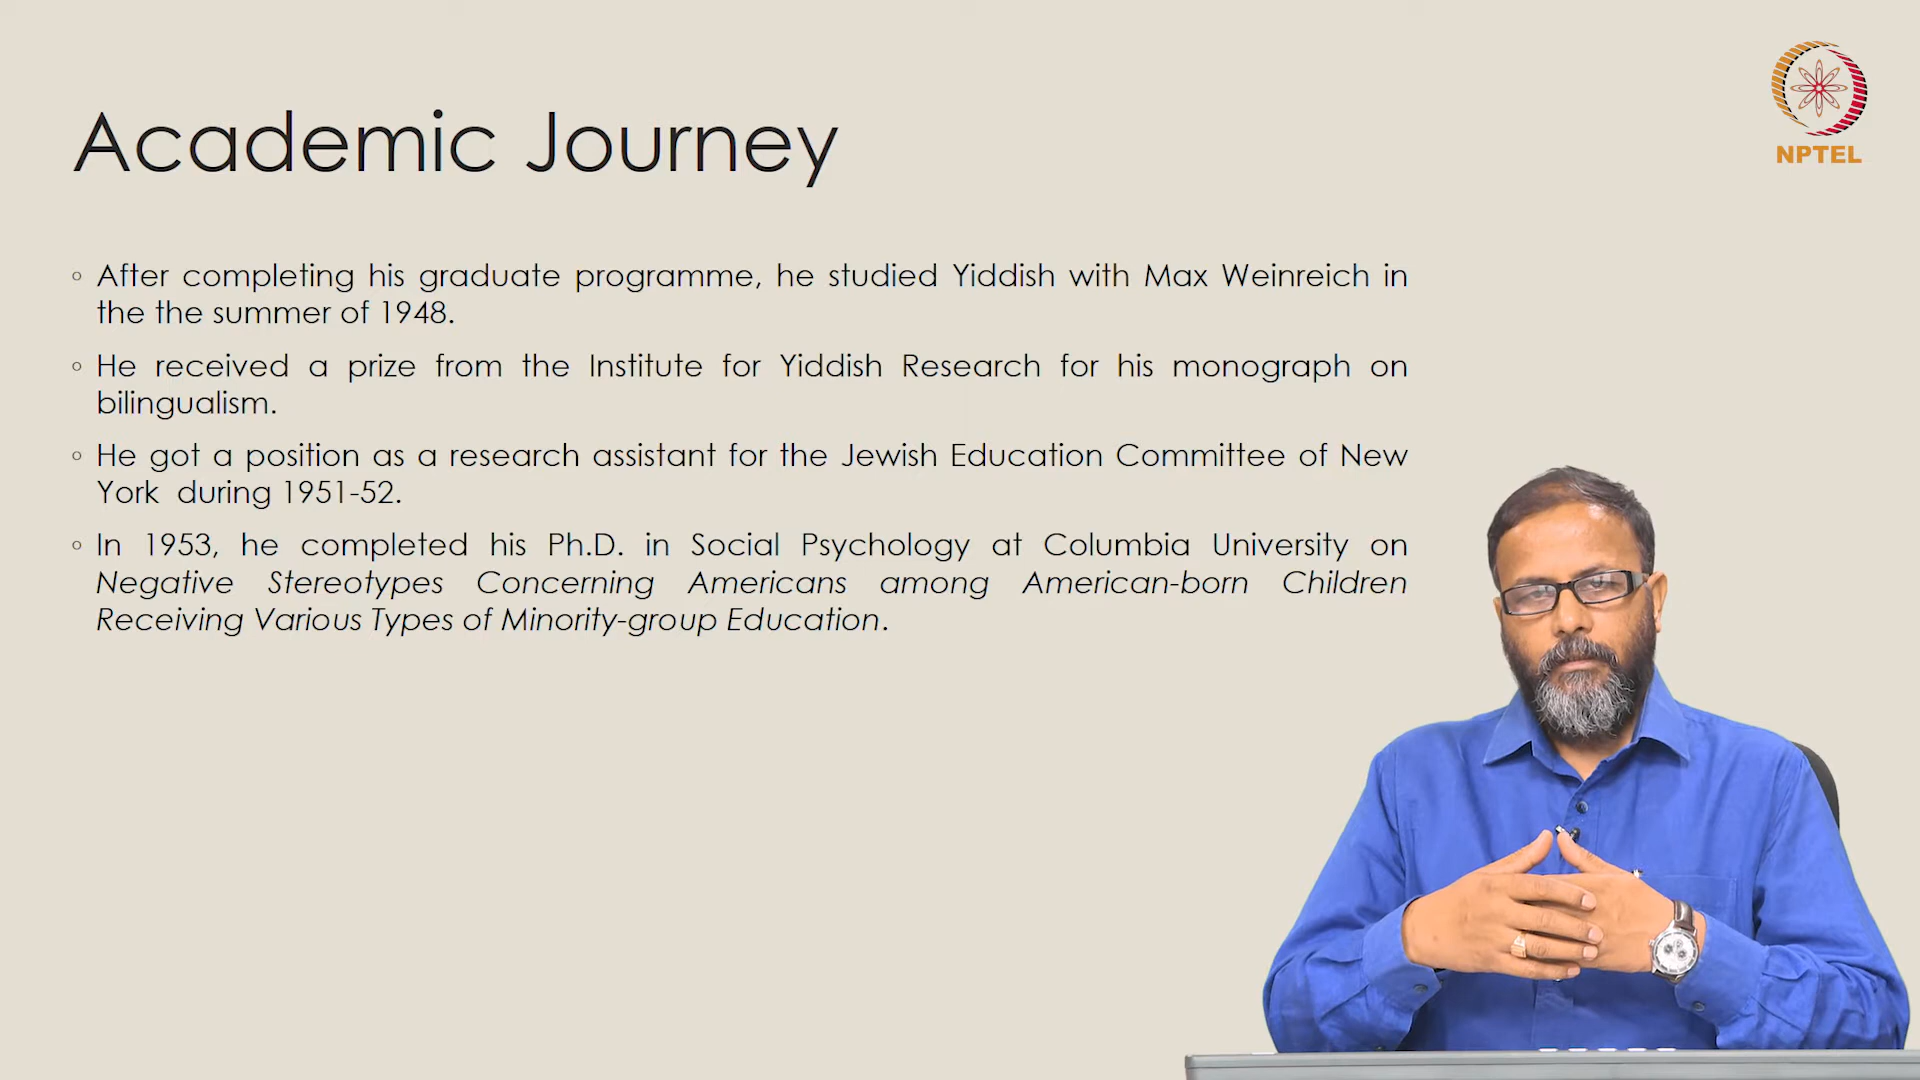 Academic Journey
NPTEL
After completing his graduate programme, he studied Yiddish with Max Weinreich in
the the summer of 1948.
He received a prize from the Institute for Yiddish Research for his monograph on
bilingualism.
He got a position as a research assistant for the Jewish Education Committee of New
York during 1951-52.
In 1953, he completed his Ph.D. in Social Psychology at Columbia University on
Negative Stereotypes Concerning Americans among American-born Children
Receiving Various Types of Minority-group Education.